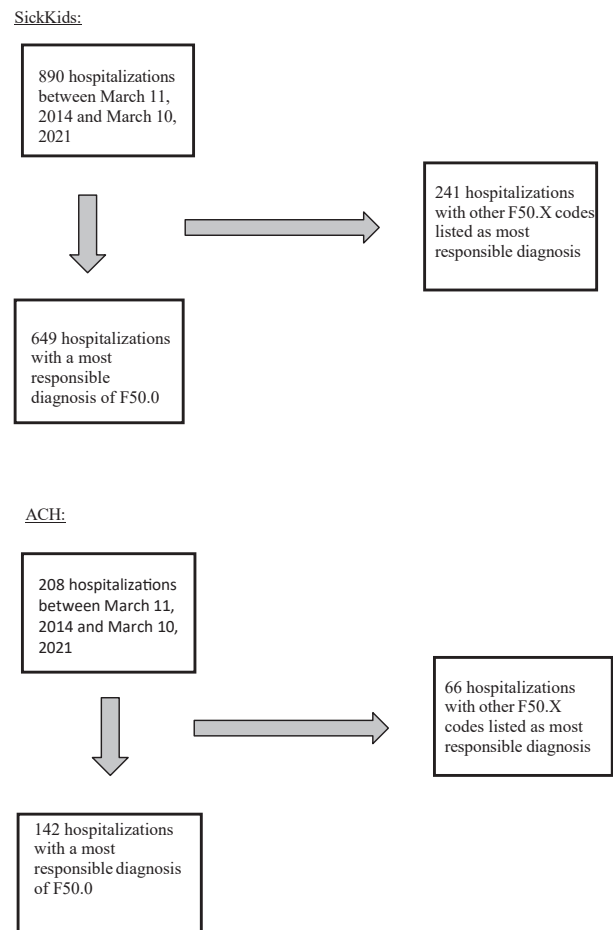 SickKids:
890 hospitalizations
between March 11,
2014 and March 10,
2021
241 hospitalizations
with other F50.X codes
listed as most
responsible diagnosis
649 hospitalizations
with a most
responsible
diagnosis of F50.0
ACH:
208 hospitalizations
between March 11,
2014 and March 10,
2021
66 hospitalizations
with other F50.X
codes listed as most
responsible diagnosis
142 hospitalizations
with a most
responsible diagnosis
of F50.0